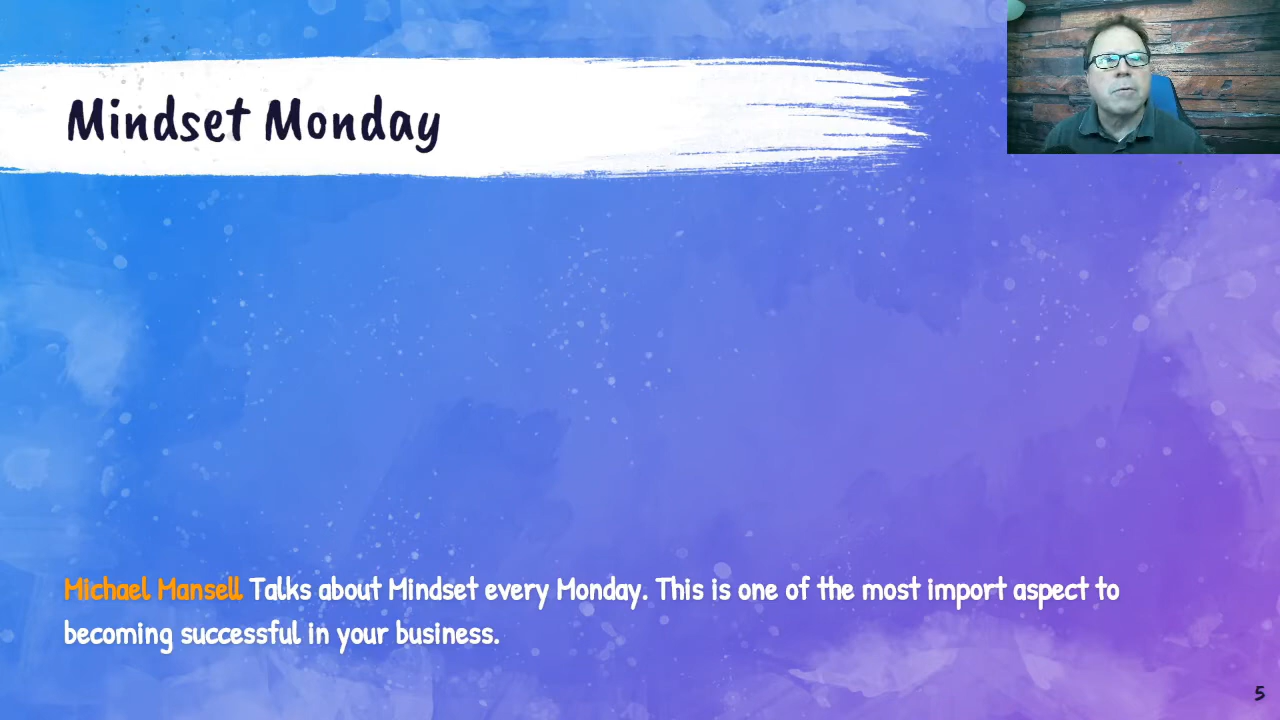 Mindset Monday
Michael Mansell Talks about Mindset every Monday. This is one of the most import aspect to
becoming successful in your business.
5